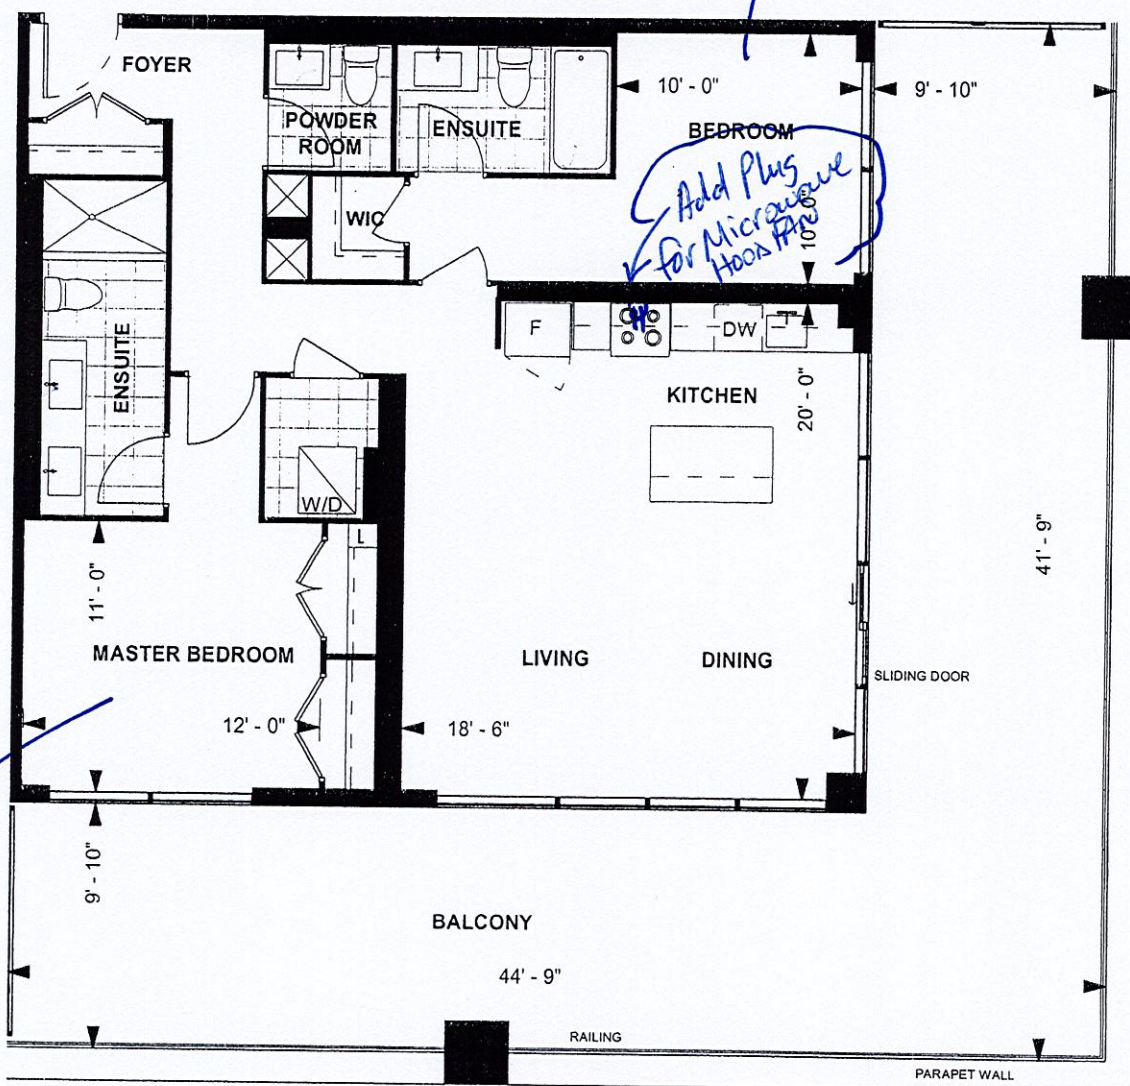 FOYER
POWDER
ROOM
ENSUITE
10' - 0"
9' - 10"
BEDROOM
Add Plug
for Microwave
HOOD FAN
10' - 0"
WIC
ENSUITE
F
H
DW
KITCHEN
20' - 0"
W/D
L
41' - 9"
11' - 0"
MASTER BEDROOM
LIVING
DINING
SLIDING DOOR
12' - 0"
18' - 6"
9' - 10"
BALCONY
44' - 9"
RAILING
PARAPET WALL